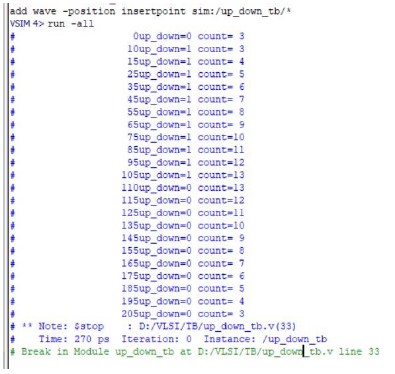 add wave -position insertpoint sim:/up_down_tb/*
VSIM 4> run -all
# 0up_down=0 count= 3
# 10up_down=1 count= 3
# 15up_down=1 count= 4
# 25up_down=1 count= 5
# 35up_down=1 count= 6
# 45up_down=1 count= 7
# 55up_down=1 count= 8
# 65up_down=1 count= 9
# 75up_down=1 count=10
# 85up_down=1 count=11
# 95up_down=1 count=12
# 105up_down=1 count=13
# 110up_down=0 count=13
# 115up_down=0 count=12
# 125up_down=0 count=11
# 135up_down=0 count=10
# 145up_down=0 count= 9
# 155up_down=0 count= 8
# 165up_down=0 count= 7
# 175up_down=0 count= 6
# 185up_down=0 count= 5
# 195up_down=0 count= 4
# 205up_down=0 count= 3
# ** Note: $stop : D:/VLSI/TB/up_down_tb.v(33)
# Time: 270 ps Iteration: 0 Instance: /up_down_tb
# Break in Module up_down_tb at D:/VLSI/TB/up_down_tb.v line 33